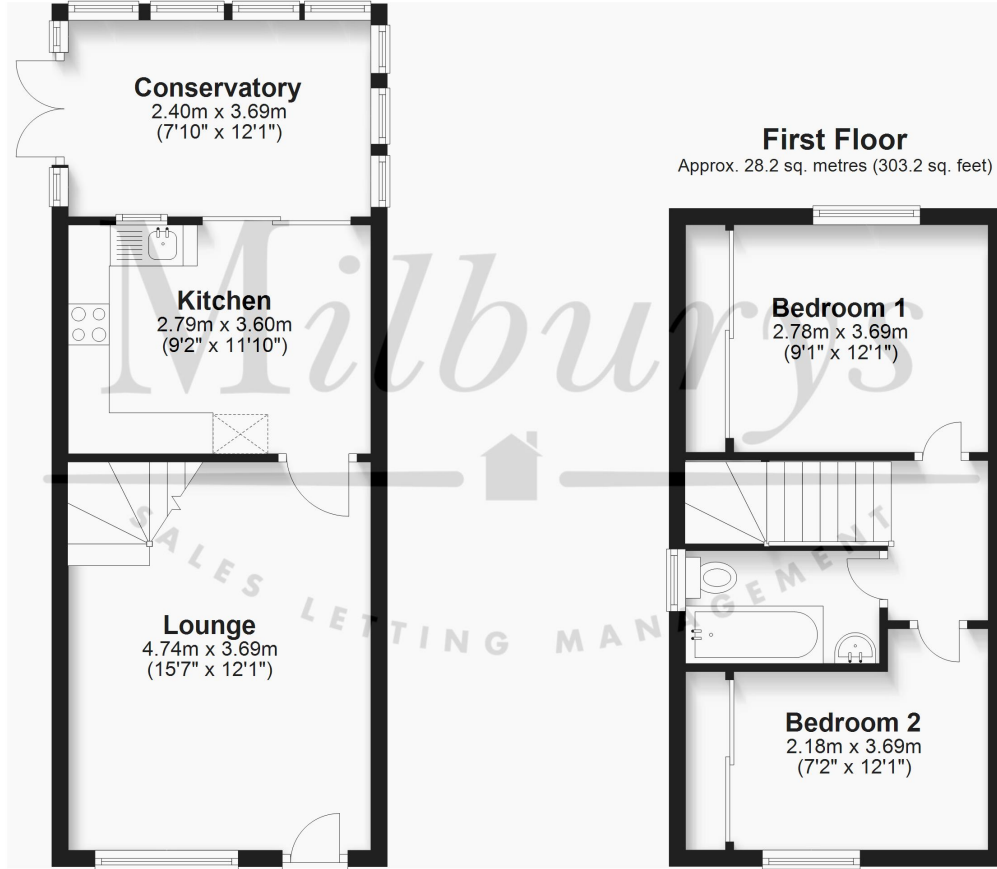 Conservatory
2.40m x 3.69m
(7'10" x 12'1")
Kitchen
2.79m x 3.60m
(9'2" x 11'10")
Lounge
4.74m x 3.69m
(15'7" x 12'1")
First Floor
Approx. 28.2 sq. metres (303.2 sq. feet)
Bedroom 1
2.78m x 3.69m
(9'1" x 12'1")
Bedroom 2
2.18m x 3.69m
(7'2" x 12'1")
Milburys
SALES LETTING MANAGEMENT